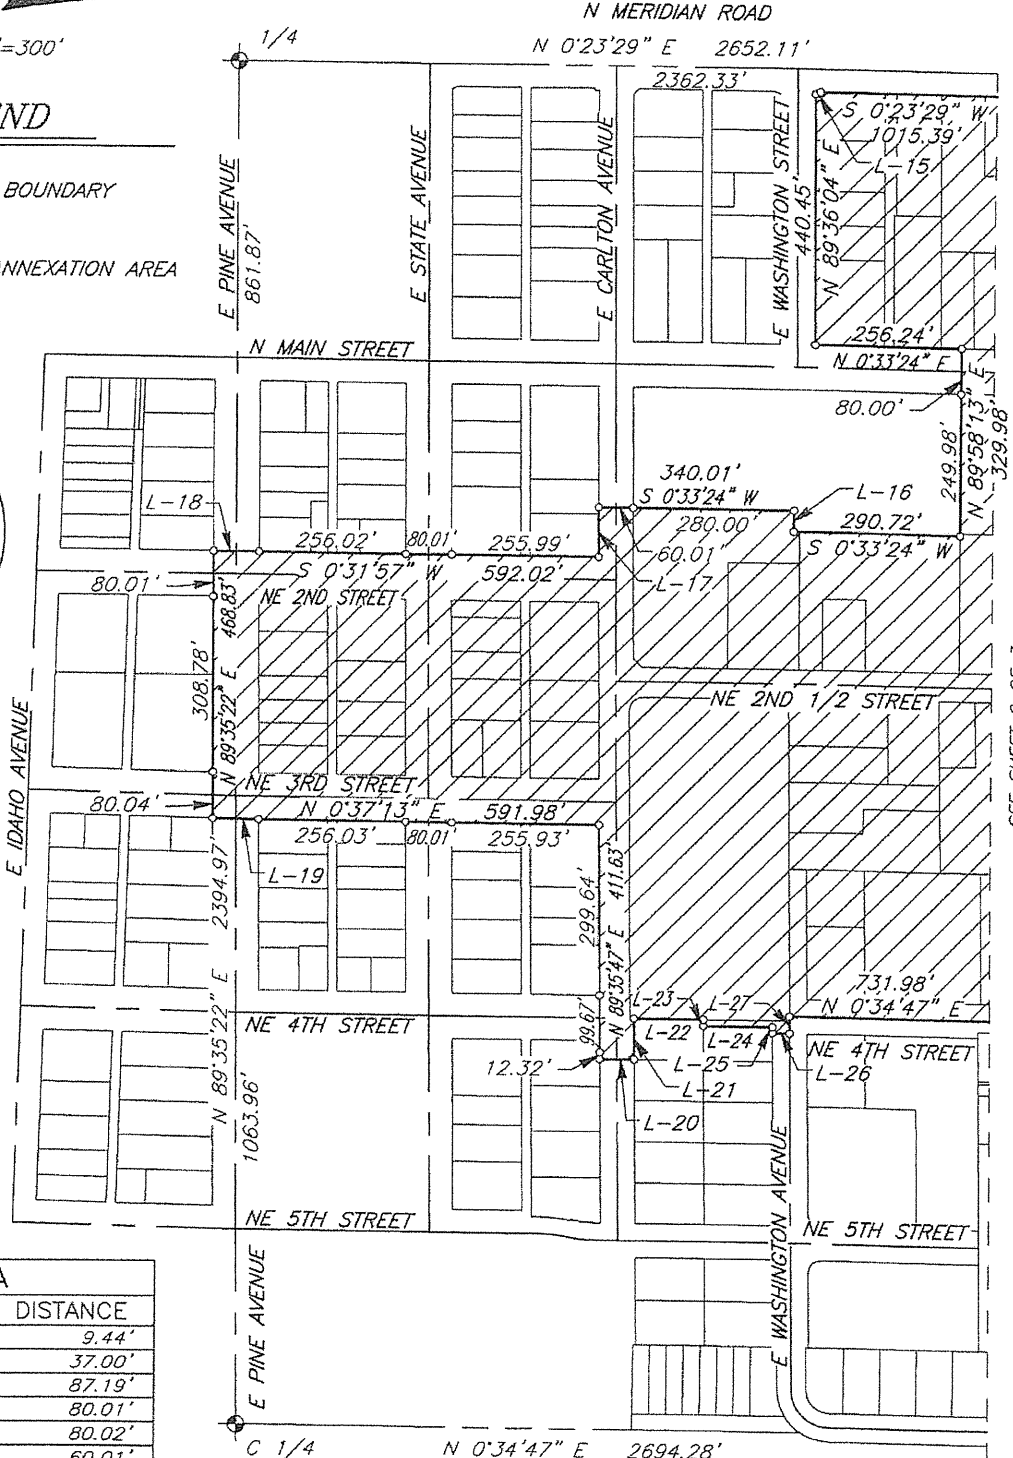 N MERIDIAN ROAD
1/4
N 0°23'29" E 2652.11'
=300'
2362.33'
S 0°23'29" W
1015.39'
L-15
BOUNDARY
E PINE AVENUE
861.87'
E STATE AVENUE
E CARLTON AVENUE
E WASHINGTON STREET
440.45'
N 89°36'04" E
ANNEXATION AREA
256.24'
N 0°33'24" E
N MAIN STREET
80.00'
249.98'
N 89°58'13" E
329.98'
340.01'
S 0°33'24" W
280.00'
L-16
290.72'
S 0°33'24" W
L-18
256.02'
80.01'
255.99'
60.01'
L-17
S 0°31'57" W
592.02'
80.01'
468.83'
NE 2ND STREET
308.78'
N 89°35'22" E
NE 2ND 1/2 STREET
E IDAHO AVENUE
NE 3RD STREET
80.04'
N 0°37'13" E
591.98'
256.03'
80.01'
255.93'
L-19
2394.97'
N 89°35'22" E
299.64'
411.63'
N 89°35'47" E
99.67'
731.98'
N 0°34'47" E
L-23
L-27
L-22
L-24
NE 4TH STREET
NE 4TH STREET
12.32'
L-25
L-26
L-21
L-20
1063.96'
E WASHINGTON AVENUE
NE 5TH STREET
NE 5TH STREET
E PINE AVENUE
DISTANCE
9.44'
37.00'
87.19'
80.01'
80.02'
60.01'
C 1/4
N 0°34'47" E 2694.28'